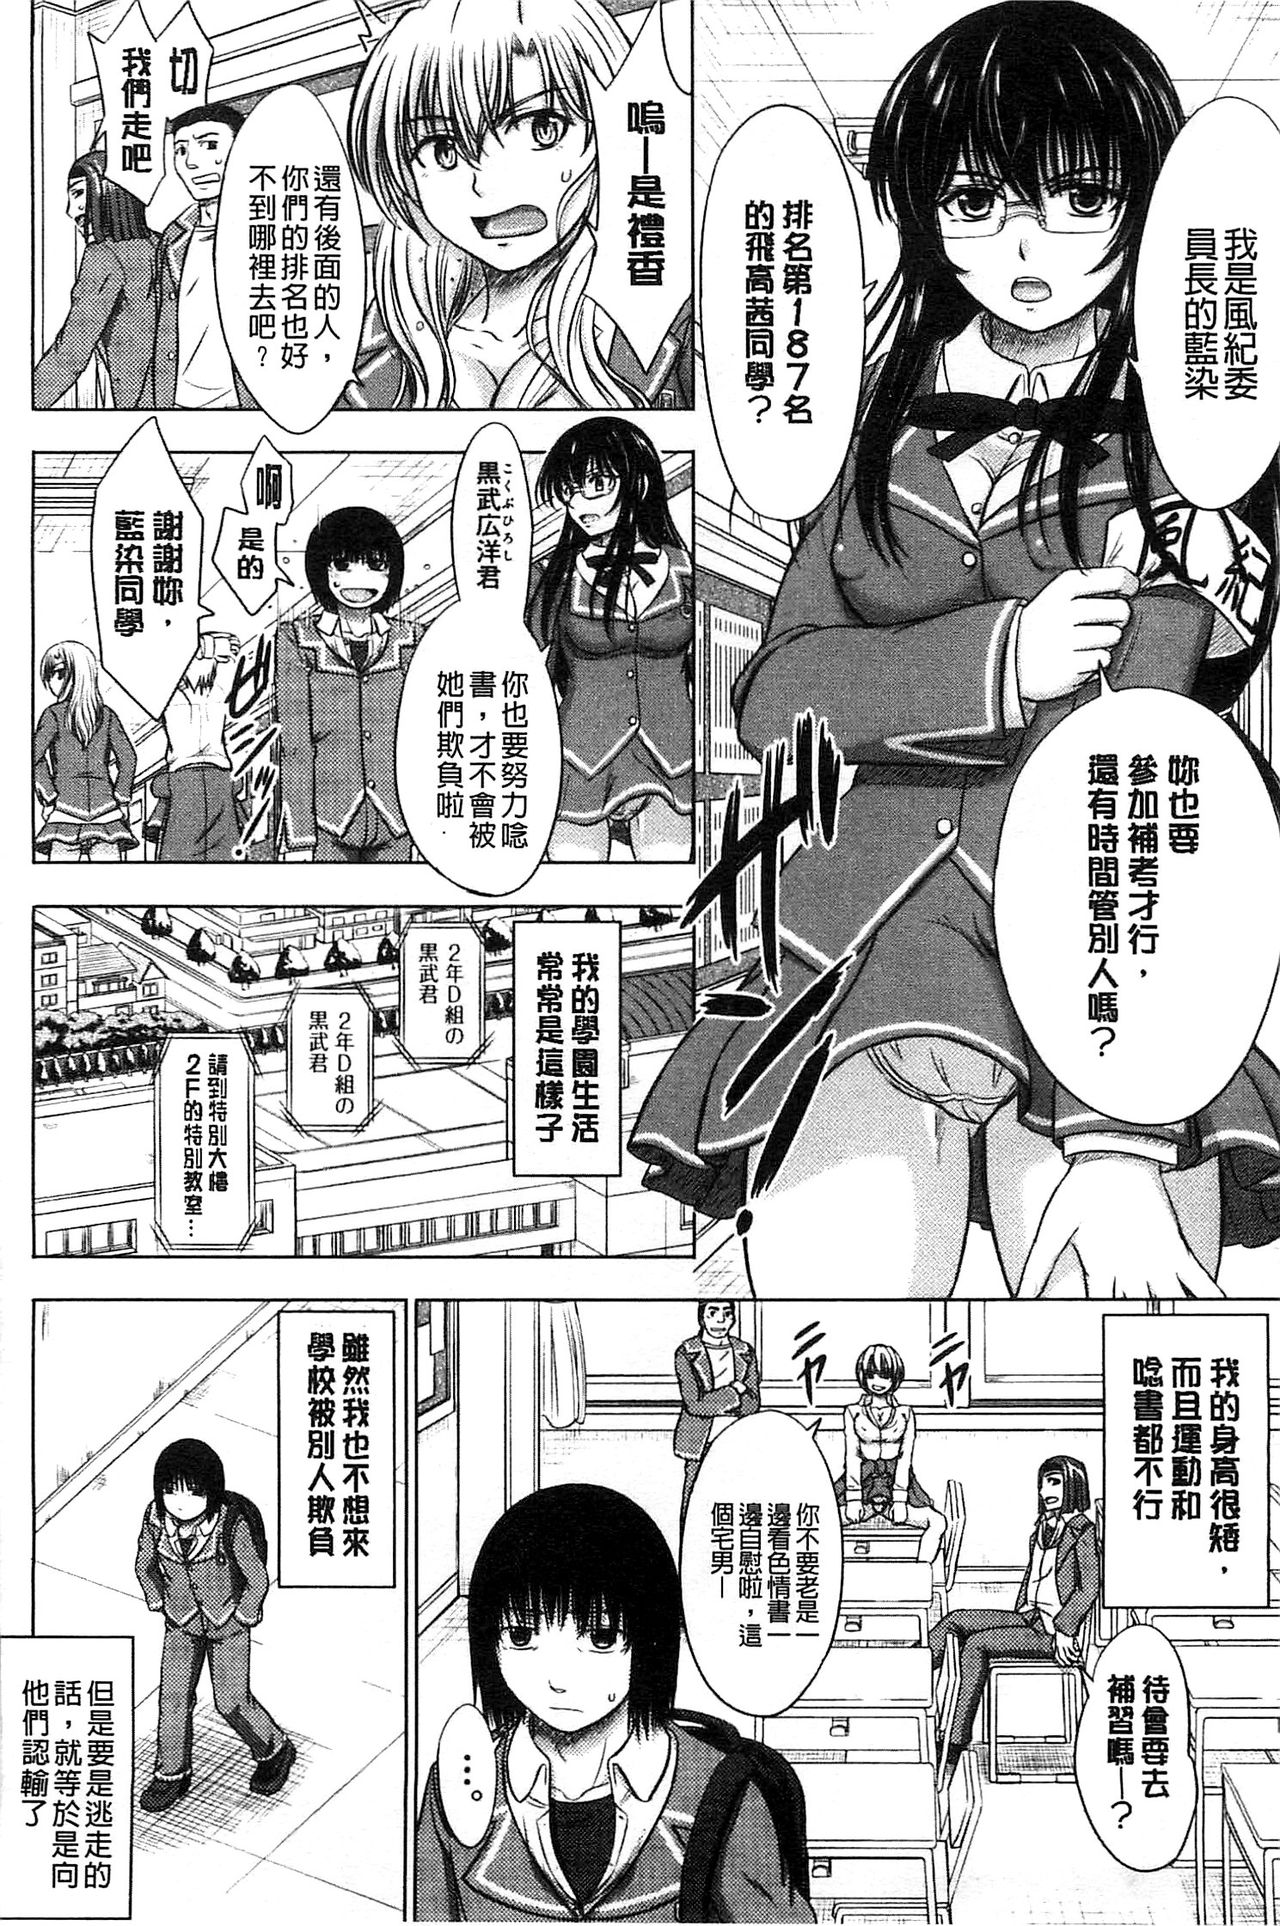 我是風紀委
員長的藍染
排名第187名
的飛高茜同學？
風紀
妳也要
參加補考才行，
還有時間管別人嗎？
嗚─是禮香
還有後面的人，
你們的排名也好
不到哪裡去吧？
切
我們走吧
黒武広洋君
こくぶひろし
你也要努力唸
書，才不會被
她們欺負啦
啊
是的
謝謝妳，
藍染同學
我的學園生活
常常是這樣子
2年D組の
黒武君
2年D組の
黒武君
請到特別大樓
2F的特別教室…
我的身高很矮，
而且運動和
唸書都不行
ニヤ
ニヤ
你不要老是一
邊看色情書一
邊自慰啦，這
個宅男─
待會要去
補習嗎─？
…。
雖然我也不想來
學校被別人欺負
但是要是逃走的
話，就等於是向
他們認輸了